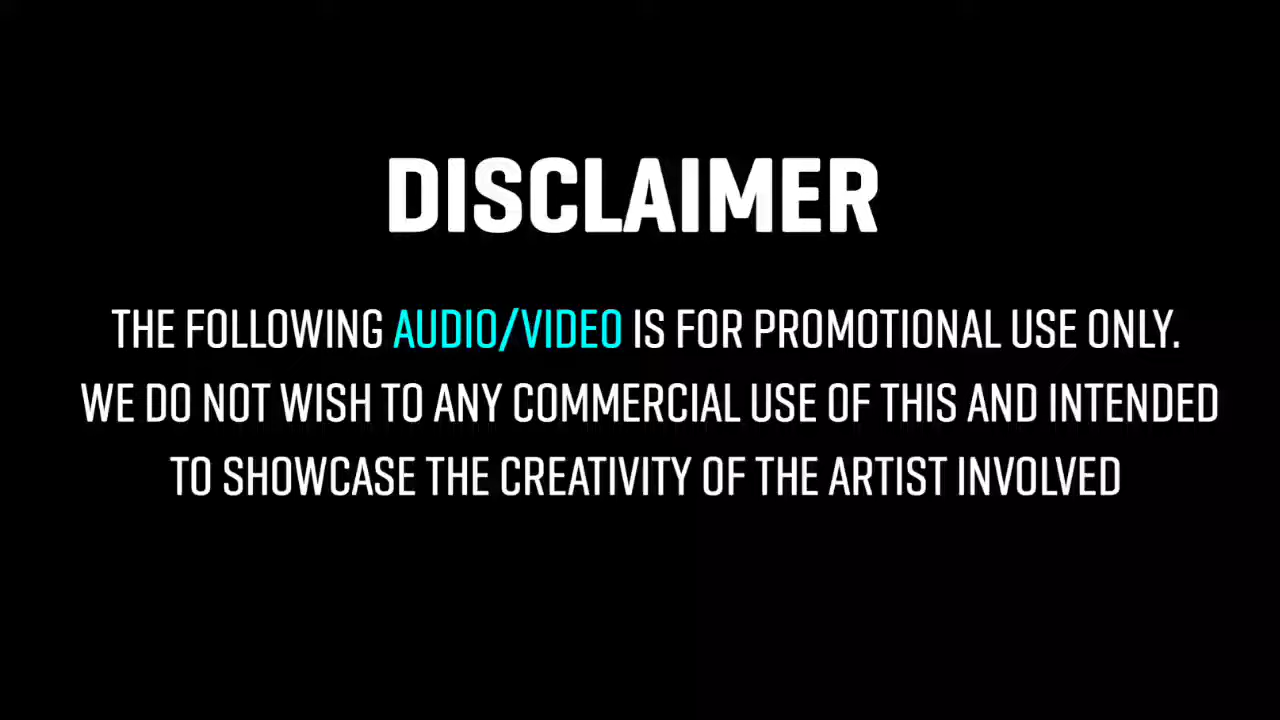 DISCLAIMER
THE FOLLOWING AUDIO/VIDEO IS FOR PROMOTIONAL USE ONLY.
WE DO NOT WISH TO ANY COMMERCIAL USE OF THIS AND INTENDED
TO SHOWCASE THE CREATIVITY OF THE ARTIST INVOLVED